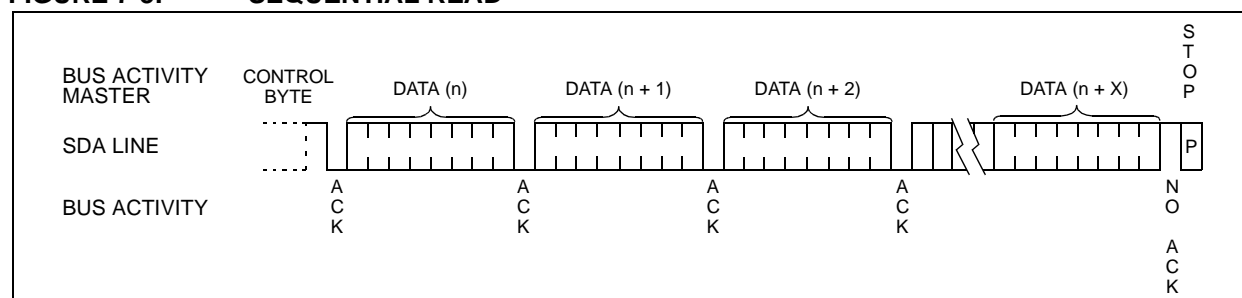 FIGURE 7-3: SEQUENTIAL READ
BUS ACTIVITY
MASTER
CONTROL
BYTE
DATA (n)
DATA (n + 1)
DATA (n + 2)
DATA (n + X)
S
T
O
P
SDA LINE
P
BUS ACTIVITY
A
C
K
A
C
K
A
C
K
A
C
K
N
O
A
C
K